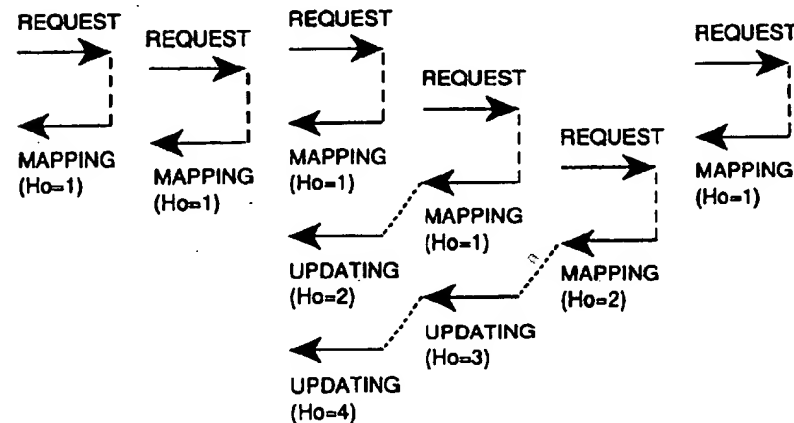 REQUEST
MAPPING
(Ho=1)
REQUEST
MAPPING
(Ho=1)
REQUEST
MAPPING
(Ho=1)
UPDATING
(Ho=2)
UPDATING
(Ho=4)
REQUEST
MAPPING
(Ho=1)
UPDATING
(Ho=3)
REQUEST
MAPPING
(Ho=2)
REQUEST
MAPPING
(Ho=1)